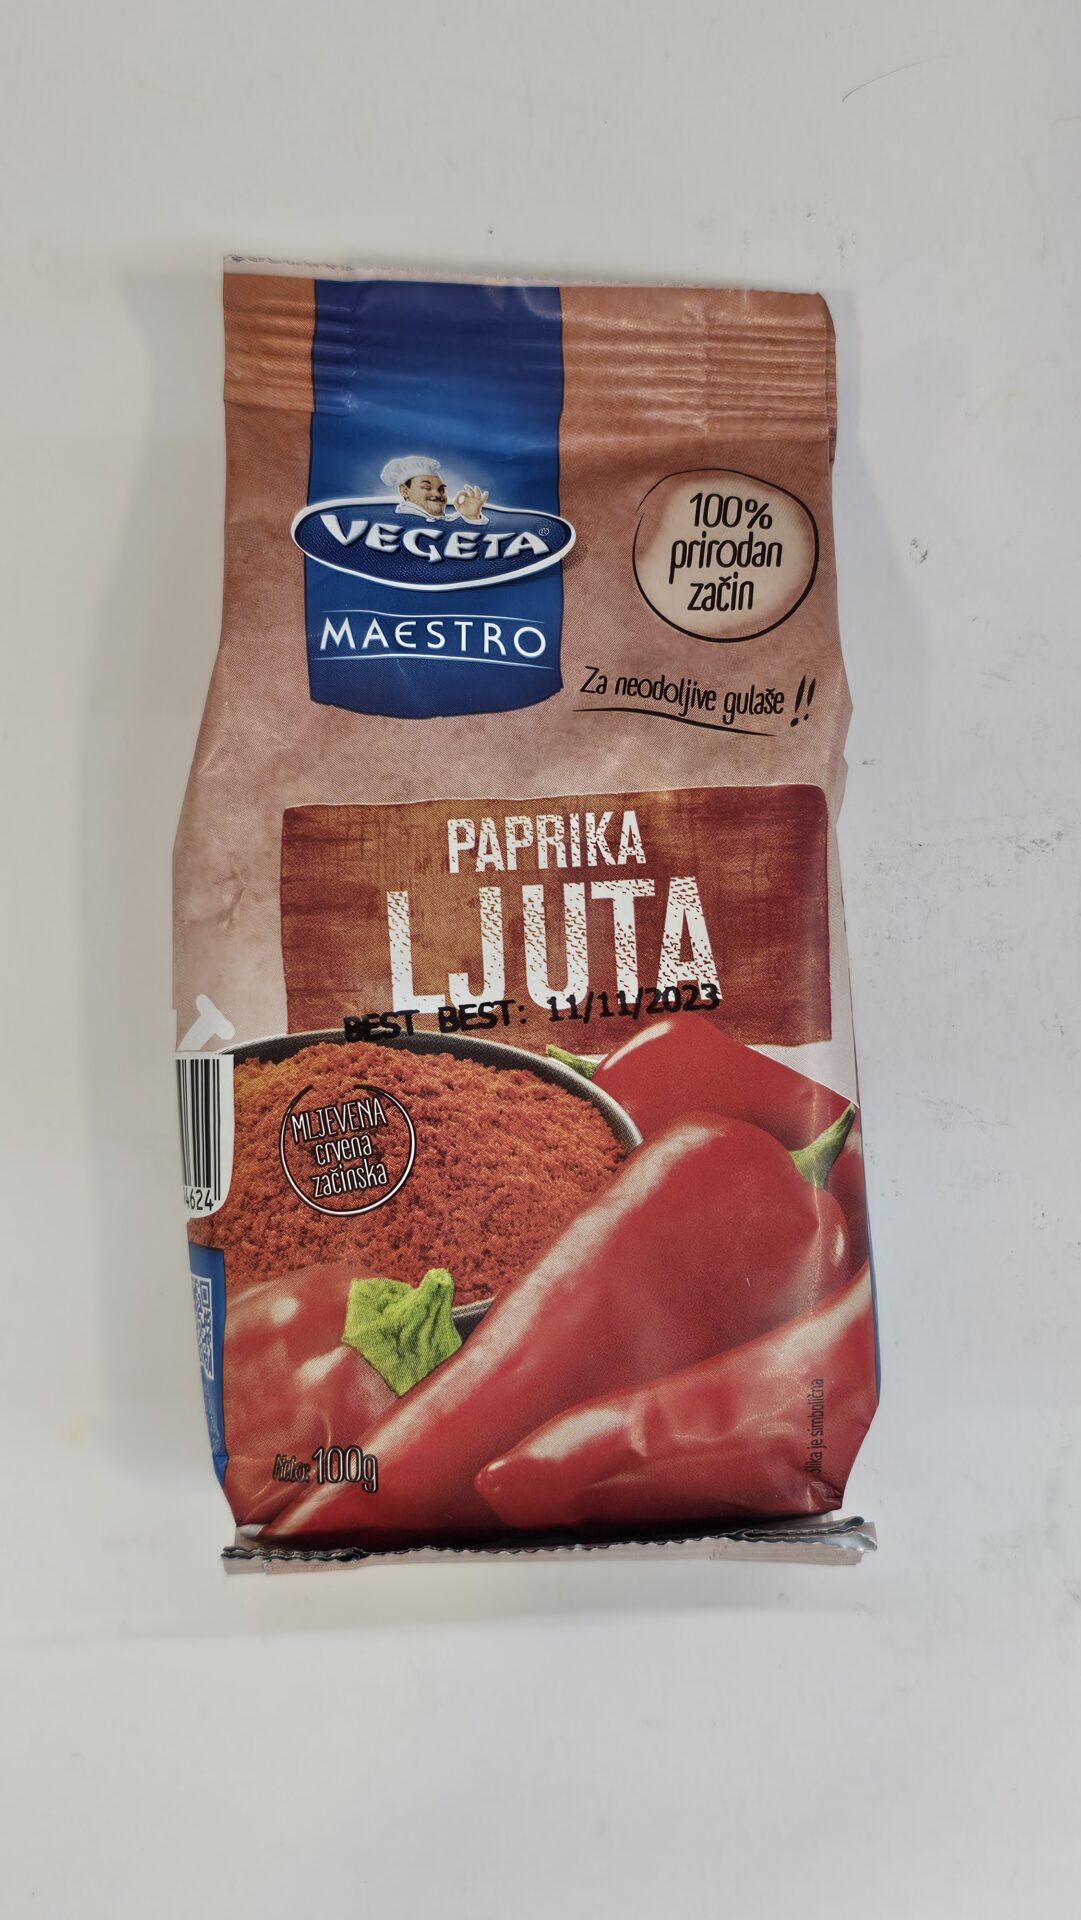 VEGETA®
MAESTRO
100%
prirodan
začin
Za neodoljive gulaše !!
PAPRIKA
LJUTA
BEST BEST: 11/11/2023
MLJEVENA
crvena
začinska
4624
Neto: 100g
Slika je simbolična